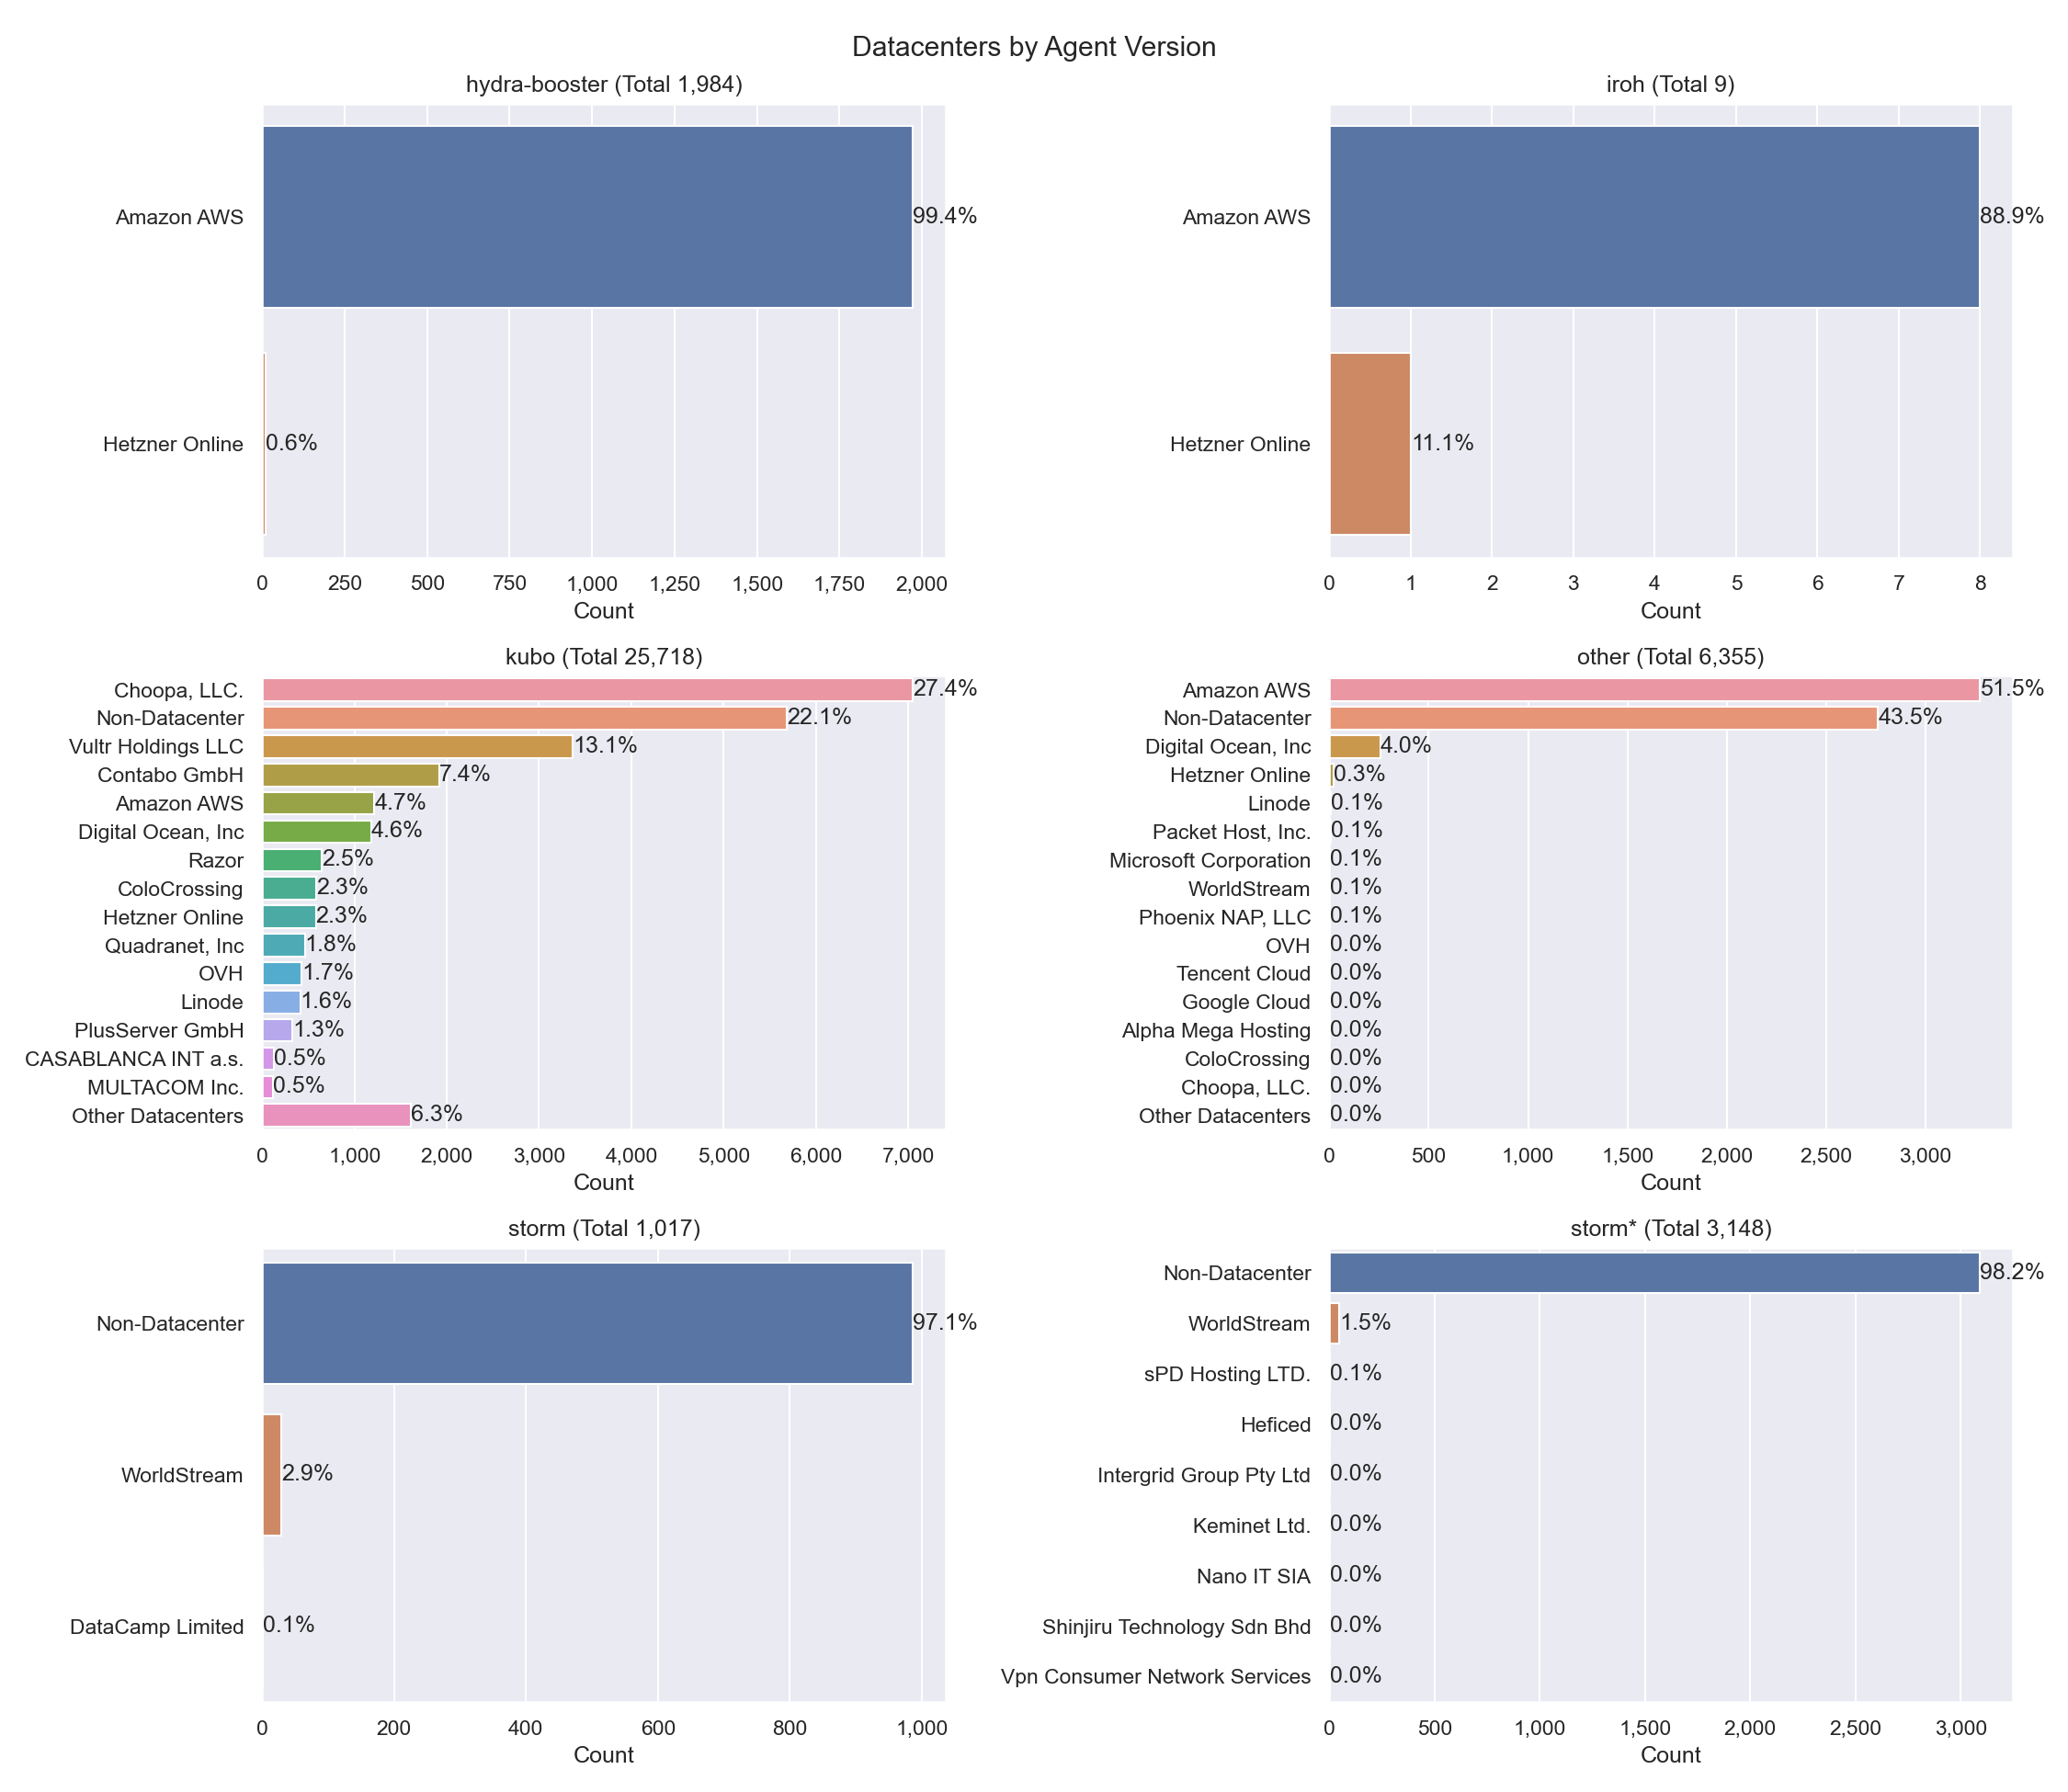 Datacenters by Agent Version
hydra-booster (Total 1,984)
Amazon AWS
99.4%
Hetzner Online
0.6%
0 250 500 750 1,000 1,250 1,500 1,750 2,000
Count
iroh (Total 9)
Amazon AWS
88.9%
Hetzner Online
11.1%
0 1 2 3 4 5 6 7 8
Count
kubo (Total 25,718)
Choopa, LLC. 27.4%
Non-Datacenter 22.1%
Vultr Holdings LLC 13.1%
Contabo GmbH 7.4%
Amazon AWS 4.7%
Digital Ocean, Inc 4.6%
Razor 2.5%
ColoCrossing 2.3%
Hetzner Online 2.3%
Quadranet, Inc 1.8%
OVH 1.7%
Linode 1.6%
PlusServer GmbH 1.3%
CASABLANCA INT a.s. 0.5%
MULTACOM Inc. 0.5%
Other Datacenters 6.3%
0 1,000 2,000 3,000 4,000 5,000 6,000 7,000
Count
other (Total 6,355)
Amazon AWS 51.5%
Non-Datacenter 43.5%
Digital Ocean, Inc 4.0%
Hetzner Online 0.3%
Linode 0.1%
Packet Host, Inc. 0.1%
Microsoft Corporation 0.1%
WorldStream 0.1%
Phoenix NAP, LLC 0.1%
OVH 0.0%
Tencent Cloud 0.0%
Google Cloud 0.0%
Alpha Mega Hosting 0.0%
ColoCrossing 0.0%
Choopa, LLC. 0.0%
Other Datacenters 0.0%
0 500 1,000 1,500 2,000 2,500 3,000
Count
storm (Total 1,017)
Non-Datacenter 97.1%
WorldStream 2.9%
DataCamp Limited 0.1%
0 200 400 600 800 1,000
Count
storm* (Total 3,148)
Non-Datacenter 98.2%
WorldStream 1.5%
sPD Hosting LTD. 0.1%
Heficed 0.0%
Intergrid Group Pty Ltd 0.0%
Keminet Ltd. 0.0%
Nano IT SIA 0.0%
Shinjiru Technology Sdn Bhd 0.0%
Vpn Consumer Network Services 0.0%
0 500 1,000 1,500 2,000 2,500 3,000
Count